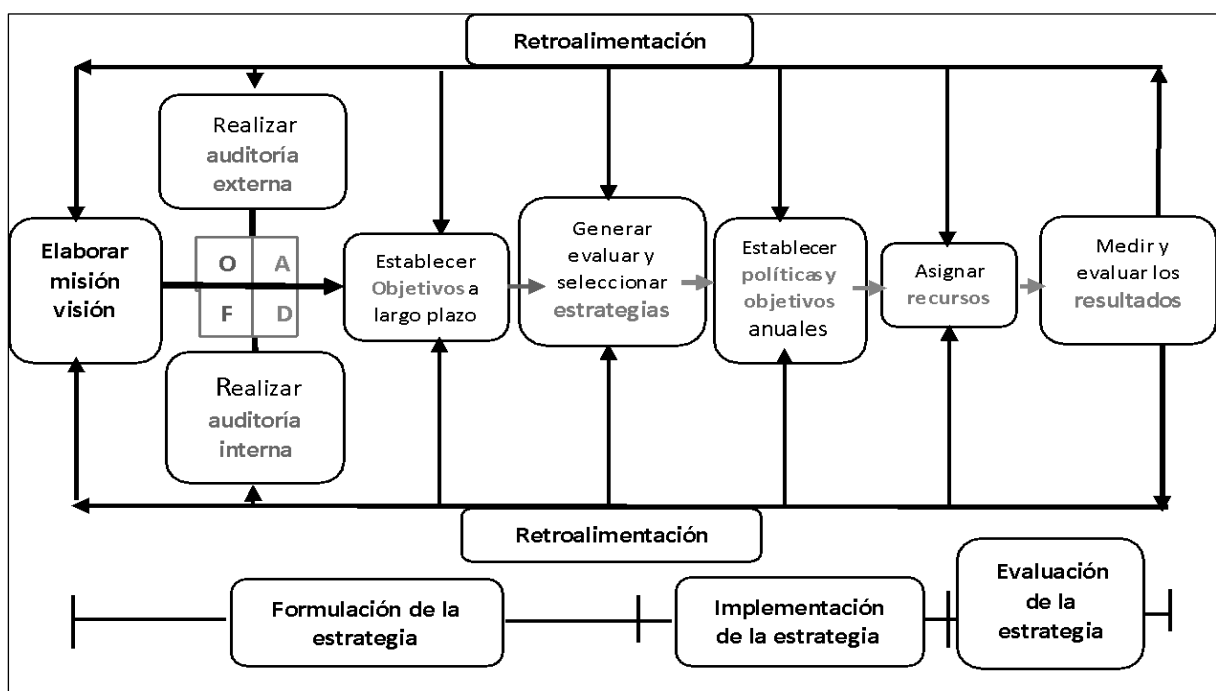 Retroalimentación
Realizar
auditoría
externa
Elaborar
misión
visión
O A
F D
Realizar
auditoría
interna
Establecer
Objetivos a
largo plazo
Generar
evaluar y
seleccionar
estrategias
Establecer
políticas y
objetivos
anuales
Asignar
recursos
Medir y
evaluar los
resultados
Retroalimentación
Formulación de la
estrategia
Implementación
de la estrategia
Evaluación
de la
estrategia